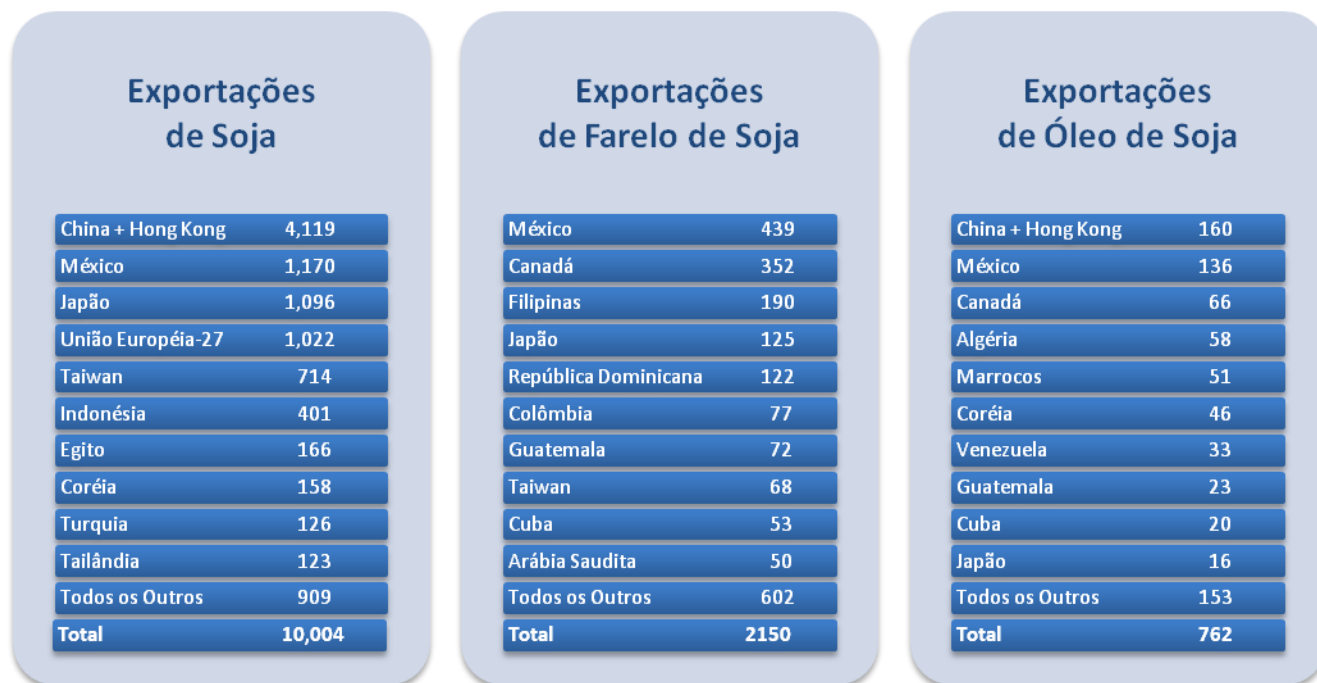 Exportações
de Soja
China + Hong Kong 4,119
México 1,170
Japão 1,096
União Européia-27 1,022
Taiwan 714
Indonésia 401
Egito 166
Coréia 158
Turquia 126
Tailândia 123
Todos os Outros 909
Total 10,004
Exportações
de Farelo de Soja
México 439
Canadá 352
Filipinas 190
Japão 125
República Dominicana 122
Colômbia 77
Guatemala 72
Taiwan 68
Cuba 53
Arábia Saudita 50
Todos os Outros 602
Total 2150
Exportações
de Óleo de Soja
China + Hong Kong 160
México 136
Canadá 66
Algéria 58
Marrocos 51
Coréia 46
Venezuela 33
Guatemala 23
Cuba 20
Japão 16
Todos os Outros 153
Total 762